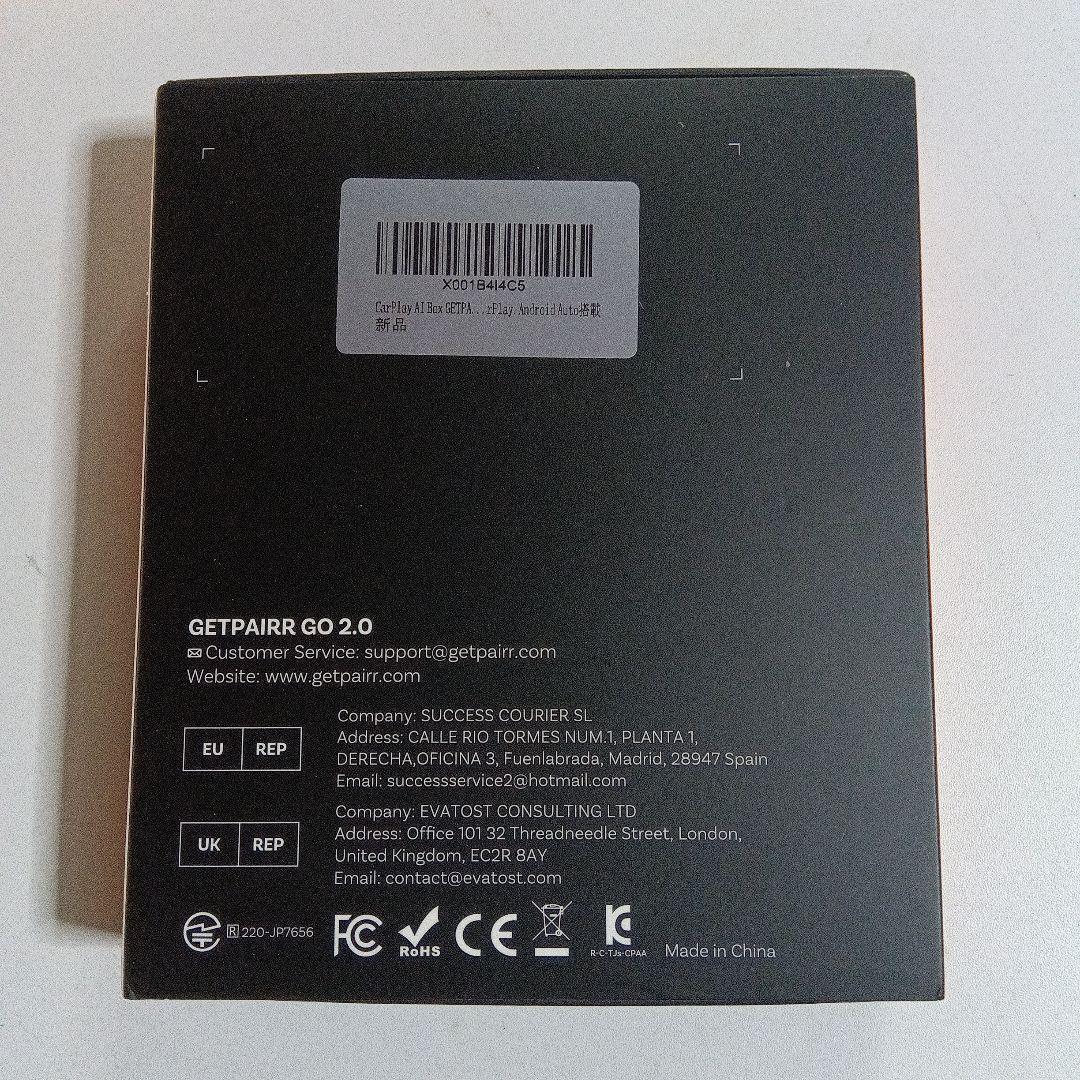 X001B4I4C5
CarPlay AI Box GETPA...rPlay, Android Auto搭載
新品
GETPAIRR GO 2.0
Customer Service: support@getpairr.com
Website: www.getpairr.com
EU REP
Company: SUCCESS COURIER SL
Address: CALLE RIO TORMES NUM.1, PLANTA 1,
DERECHA,OFICINA 3, Fuenlabrada, Madrid, 28947 Spain
Email: successservice2@hotmail.com
UK REP
Company: EVATOST CONSULTING LTD
Address: Office 101 32 Threadneedle Street, London,
United Kingdom, EC2R 8AY
Email: contact@evatost.com
R 220-JP7656
FC
RoHS
CE
R-C-TJs-CPAA
Made in China